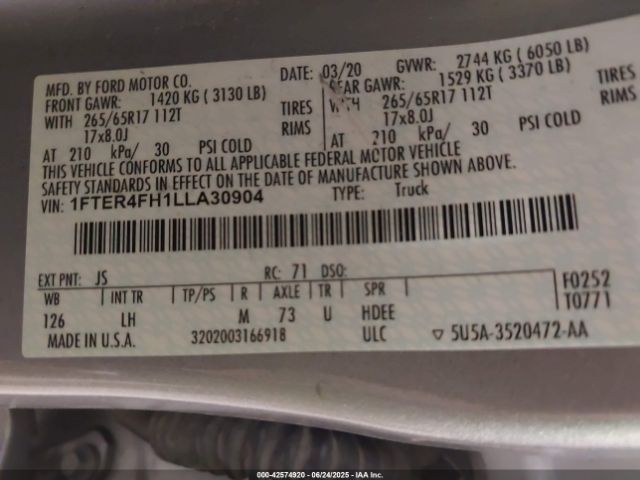 MFD. BY FORD MOTOR CO.
DATE: 03/20 GVWR: 2744 KG ( 6050 LB)
FRONT GAWR: 1420 KG ( 3130 LB) REAR GAWR: 1529 KG ( 3370 LB)
WITH 265/65R17 112T TIRES WITH 265/65R17 112T TIRES
17x8.0J RIMS 17x8.0J RIMS
AT 210 kPa/ 30 PSI COLD AT 210 kPa/ 30 PSI COLD
THIS VEHICLE CONFORMS TO ALL APPLICABLE FEDERAL MOTOR VEHICLE
SAFETY STANDARDS IN EFFECT ON THE DATE OF MANUFACTURE SHOWN ABOVE.
VIN: 1FTER4FH1LLA30904 TYPE: Truck
EXT PNT: JS RC: 71 DSO: F0252
WB INT TR TP/PS R AXLE TR SPR T0771
126 LH M 73 U HDEE
MADE IN U.S.A. 3202003166918 ULC ▽ 5U5A-3520472-AA
000-42574920 - 06/24/2025 - IAA Inc.